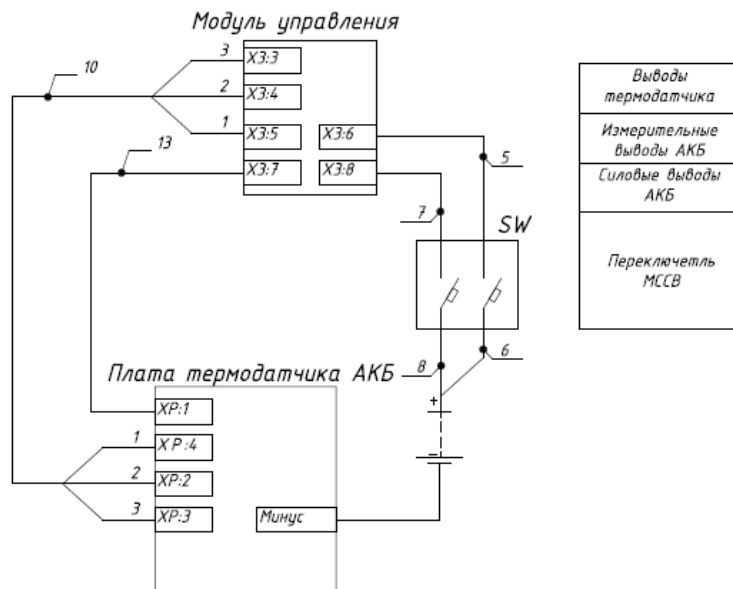 Модуль управления
10
3
X3:3
2
X3:4
1
X3:5
X3:6
13
X3:7
X3:8
5
7
SW
8
6
Плата термодатчика АКБ
+
-
XP:1
1
XP:4
2
XP:2
3
XP:3
Минус
Выводы
термодатчика
Измерительные
выводы АКБ
Силовые выводы
АКБ
Переключетль
МССВ